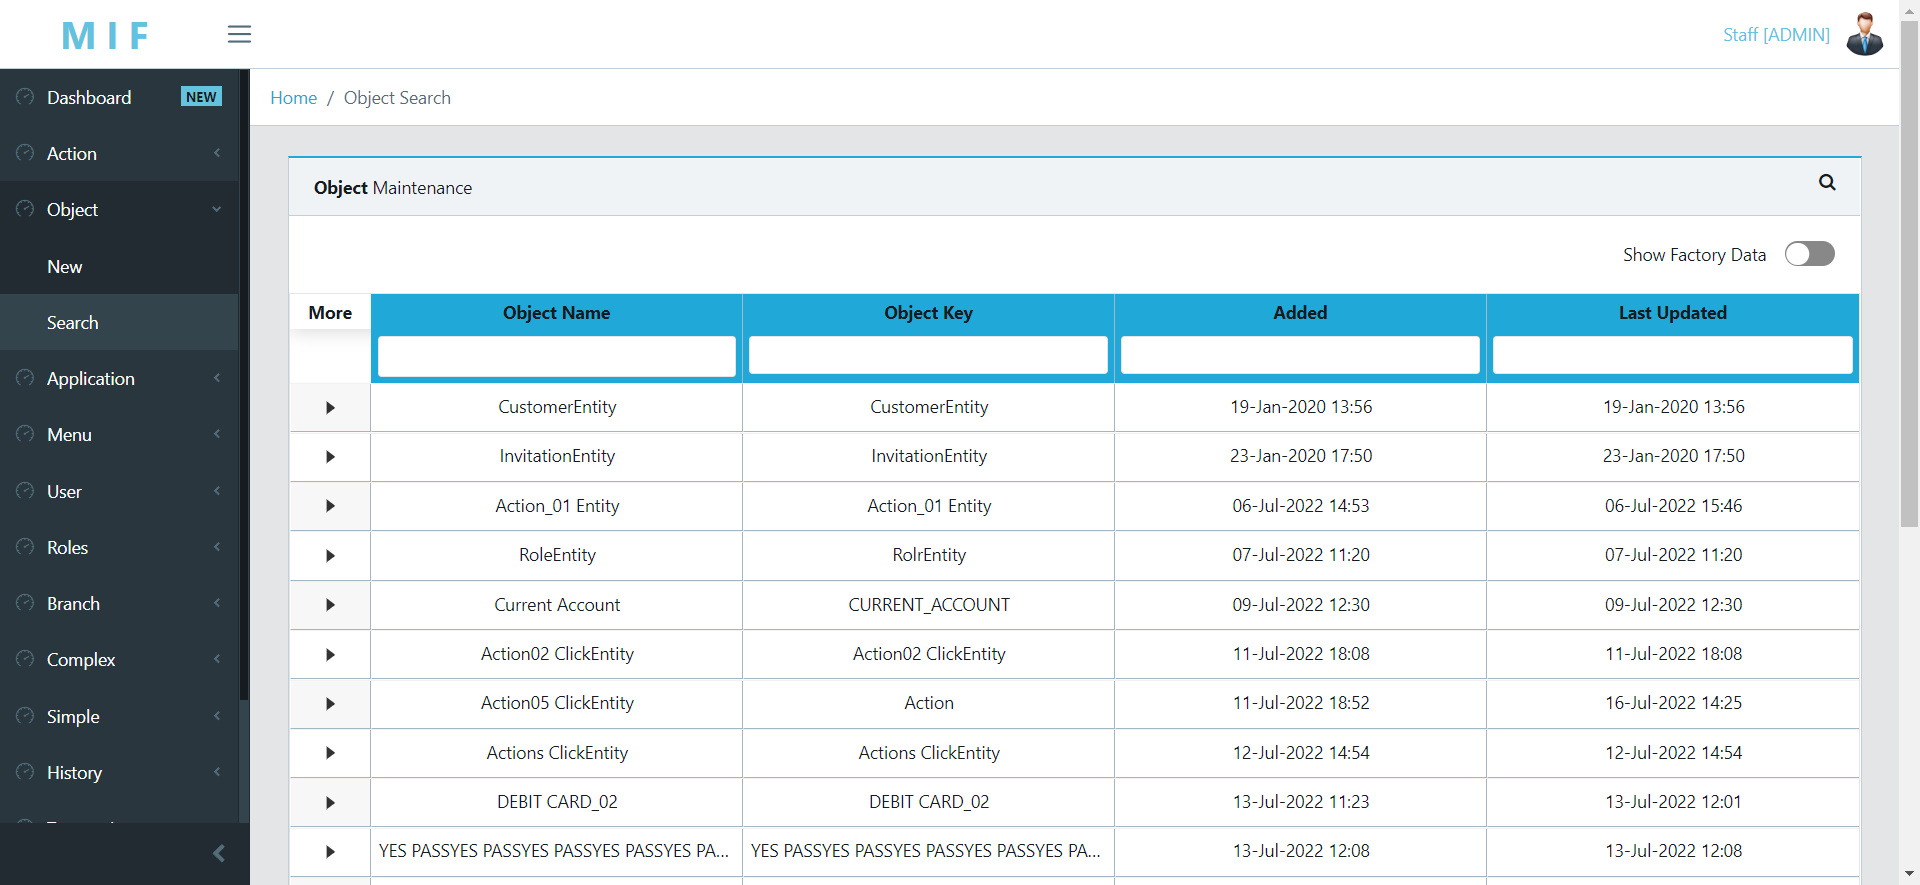 M I F
Staff [ADMIN]
Dashboard NEW
Action
Object
New
Search
Application
Menu
User
Roles
Branch
Complex
Simple
History
Home / Object Search
Object Maintenance
Show Factory Data
More Object Name Object Key Added Last Updated
CustomerEntity CustomerEntity 19-Jan-2020 13:56 19-Jan-2020 13:56
InvitationEntity InvitationEntity 23-Jan-2020 17:50 23-Jan-2020 17:50
Action_01 Entity Action_01 Entity 06-Jul-2022 14:53 06-Jul-2022 15:46
RoleEntity RolrEntity 07-Jul-2022 11:20 07-Jul-2022 11:20
Current Account CURRENT_ACCOUNT 09-Jul-2022 12:30 09-Jul-2022 12:30
Action02 ClickEntity Action02 ClickEntity 11-Jul-2022 18:08 11-Jul-2022 18:08
Action05 ClickEntity Action 11-Jul-2022 18:52 16-Jul-2022 14:25
Actions ClickEntity Actions ClickEntity 12-Jul-2022 14:54 12-Jul-2022 14:54
DEBIT CARD_02 DEBIT CARD_02 13-Jul-2022 11:23 13-Jul-2022 12:01
YES PASSYES PASSYES PASSYES PASSYES PA... YES PASSYES PASSYES PASSYES PASSYES PA... 13-Jul-2022 12:08 13-Jul-2022 12:08